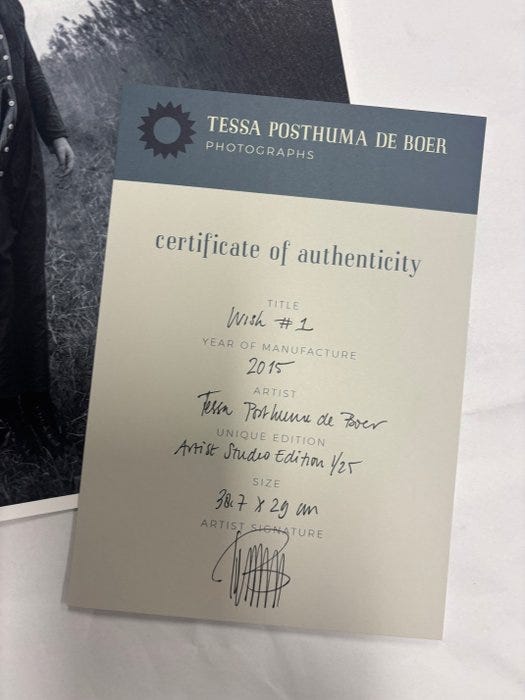 TESSA POSTHUMA DE BOER
PHOTOGRAPHS
certificate of authenticity
TITLE
Wish #1
YEAR OF MANUFACTURE
2015
ARTIST
Tessa Posthuma de Boer
UNIQUE EDITION
Artist Studio Edition 1/25
SIZE
38.7 x 29 cm
ARTIST SIGNATURE